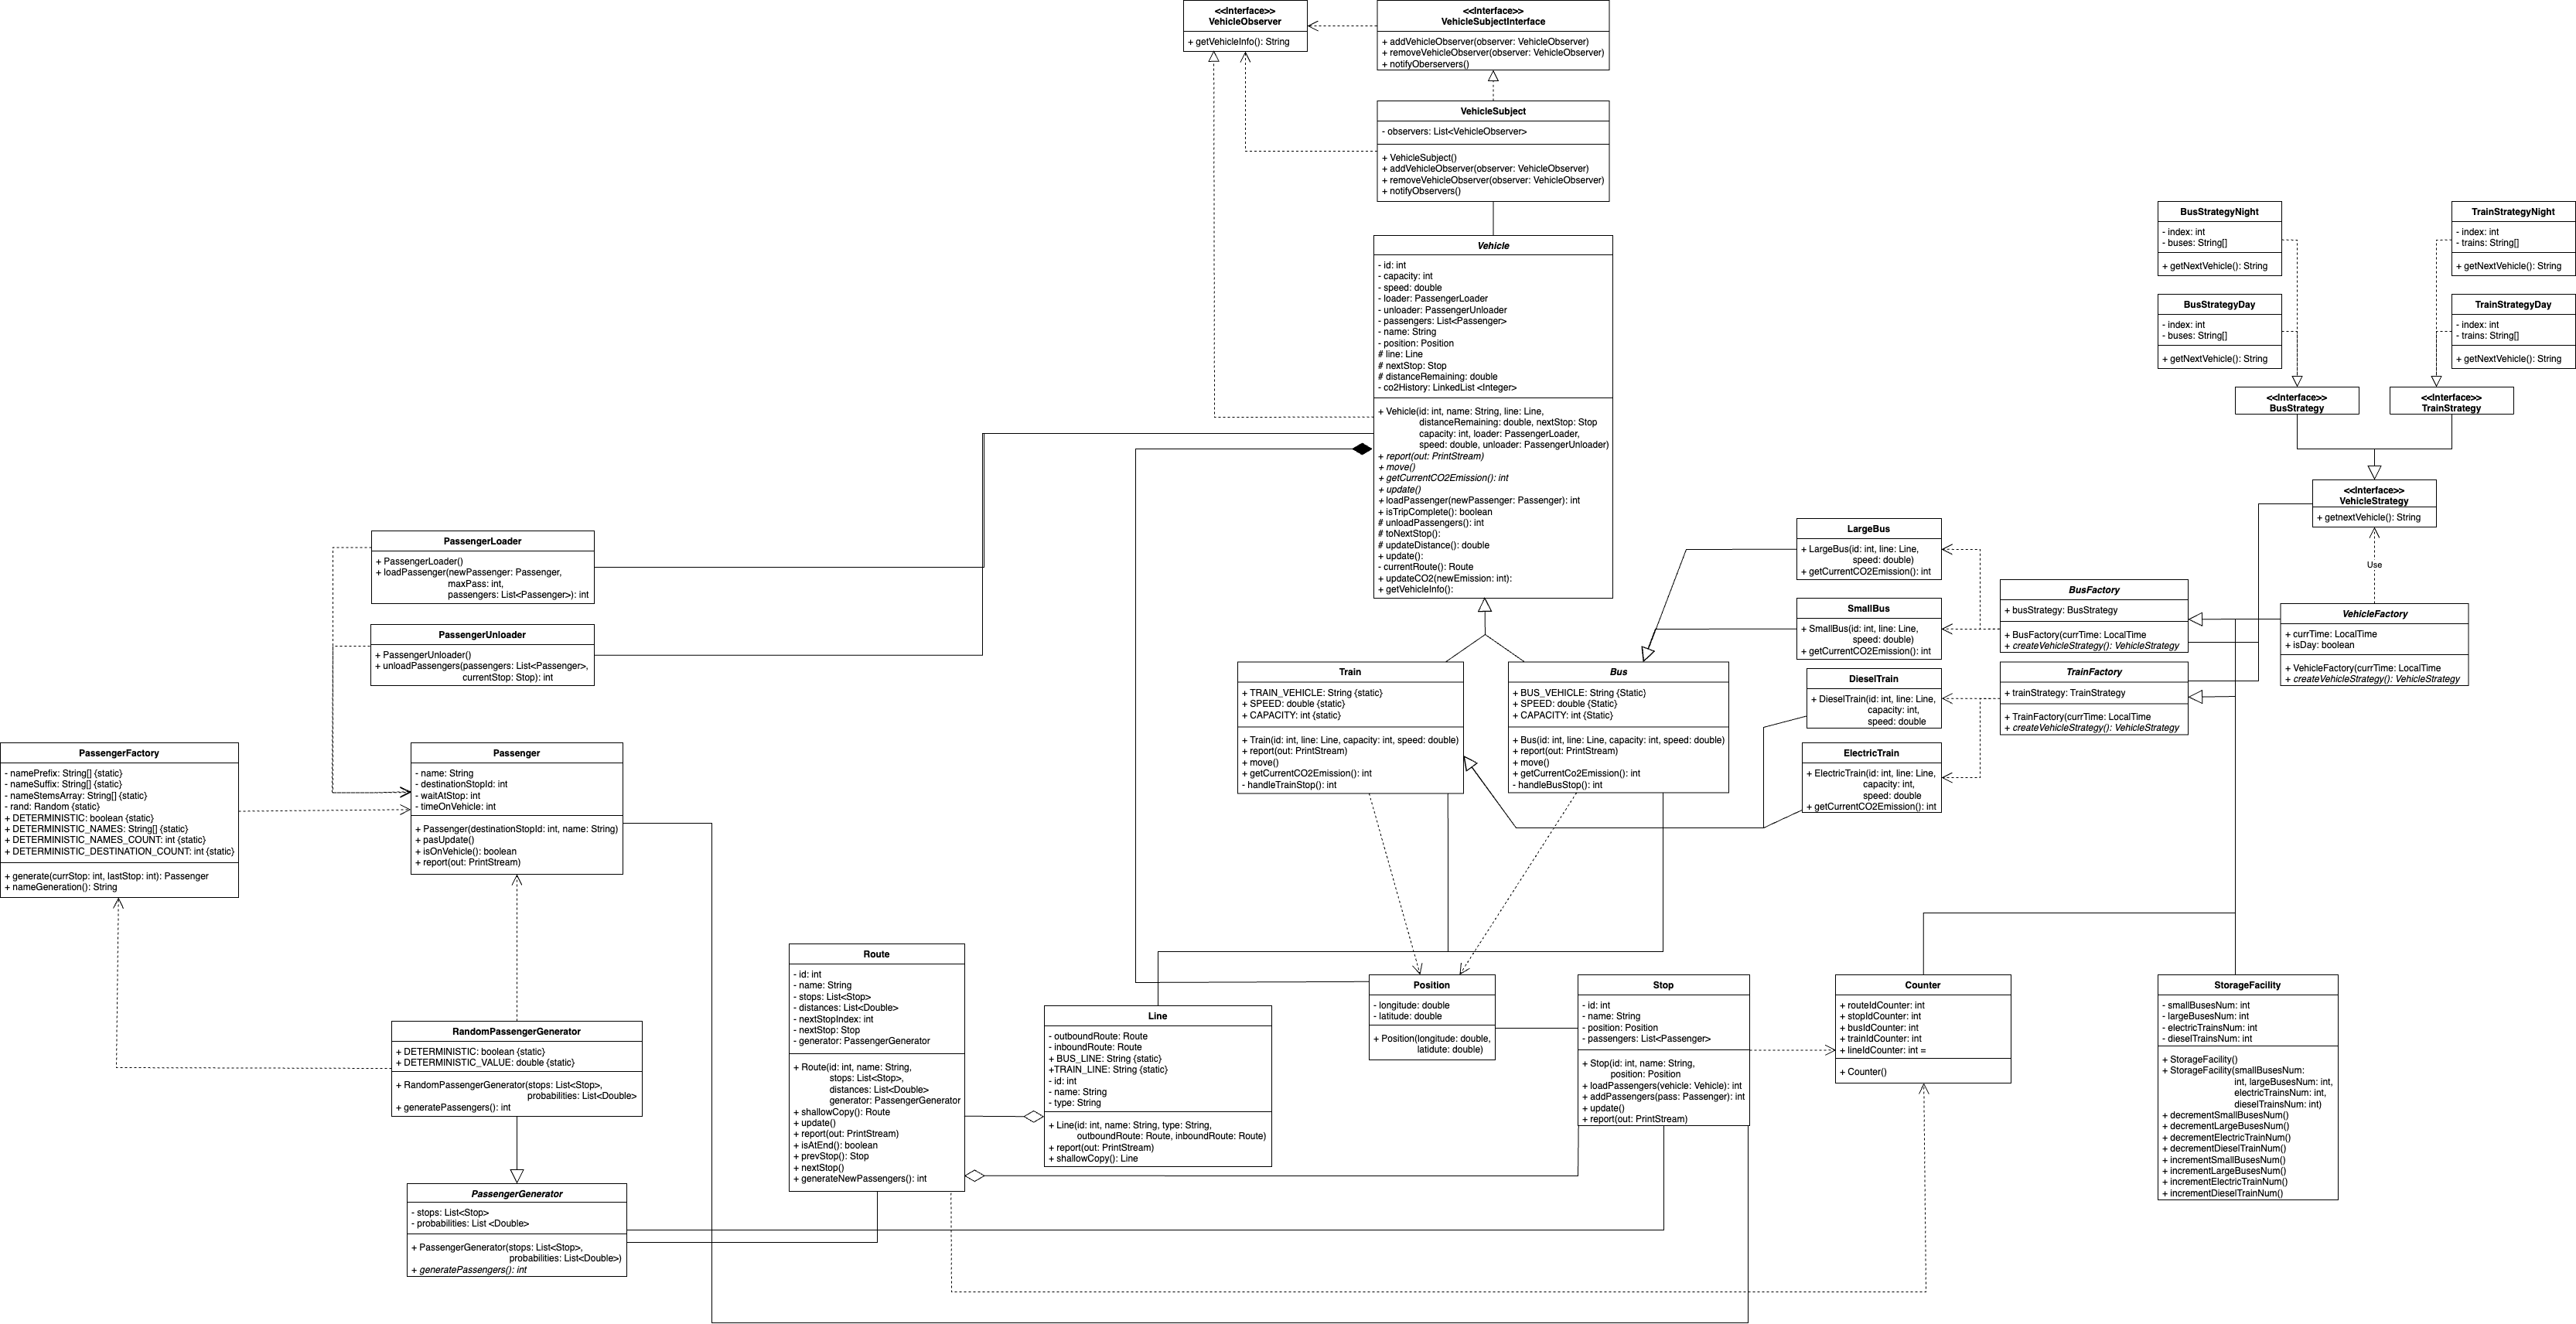 <<Interface>>
VehicleObserver
+ getVehicleInfo(): String
<<Interface>>
VehicleSubjectInterface
+ addVehicleObserver(observer: VehicleObserver)
+ removeVehicleObserver(observer: VehicleObserver)
+ notifyOberservers()
VehicleSubject
- observers: List<VehicleObserver>
+ VehicleSubject()
+ addVehicleObserver(observer: VehicleObserver)
+ removeVehicleObserver(observer: VehicleObserver)
+ notifyObservers()
BusStrategyNight
- index: int
- buses: String[]
+ getNextVehicle(): String
TrainStrategyNight
- index: int
- trains: String[]
+ getNextVehicle(): String
BusStrategyDay
- index: int
- buses: String[]
+ getNextVehicle(): String
TrainStrategyDay
- index: int
- trains: String[]
+ getNextVehicle(): String
<<Interface>>
BusStrategy
<<Interface>>
TrainStrategy
<<Interface>>
VehicleStrategy
+ getnextVehicle(): String
Use
Vehicle
- id: int
- capacity: int
- speed: double
- loader: PassengerLoader
- unloader: PassengerUnloader
- passengers: List<Passenger>
- name: String
- position: Position
# line: Line
# nextStop: Stop
# distanceRemaining: double
- co2History: LinkedList <Integer>
+ Vehicle(id: int, name: String, line: Line,
distanceRemaining: double, nextStop: Stop
capacity: int, loader: PassengerLoader,
speed: double, unloader: PassengerUnloader)
+ report(out: PrintStream)
+ move()
+ getCurrentCO2Emission(): int
+ update()
+ loadPassenger(newPassenger: Passenger): int
+ isTripComplete(): boolean
# unloadPassengers(): int
# toNextStop():
# updateDistance(): double
+ update():
- currentRoute(): Route
+ updateCO2(newEmission: int):
+ getVehicleInfo():
PassengerLoader
+ PassengerLoader()
+ loadPassenger(newPassenger: Passenger,
maxPass: int,
passengers: List<Passenger>): int
PassengerUnloader
+ PassengerUnloader()
+ unloadPassengers(passengers: List<Passenger>,
currentStop: Stop): int
LargeBus
+ LargeBus(id: int, line: Line,
speed: double)
+ getCurrentCO2Emission(): int
SmallBus
+ SmallBus(id: int, line: Line,
speed: double)
+ getCurrentCO2Emission(): int
BusFactory
+ busStrategy: BusStrategy
+ BusFactory(currTime: LocalTime
+ createVehicleStrategy(): VehicleStrategy
VehicleFactory
+ currTime: LocalTime
+ isDay: boolean
+ VehicleFactory(currTime: LocalTime
+ createVehicleStrategy(): VehicleStrategy
DieselTrain
+ DieselTrain(id: int, line: Line,
capacity: int,
speed: double
TrainFactory
+ trainStrategy: TrainStrategy
+ TrainFactory(currTime: LocalTime
+ createVehicleStrategy(): VehicleStrategy
ElectricTrain
+ ElectricTrain(id: int, line: Line,
capacity: int,
speed: double
+ getCurrentCO2Emission(): int
Train
+ TRAIN_VEHICLE: String {static}
+ SPEED: double {static}
+ CAPACITY: int {static}
+ Train(id: int, line: Line, capacity: int, speed: double)
+ report(out: PrintStream)
+ move()
+ getCurrentCO2Emission(): int
- handleTrainStop(): int
Bus
+ BUS_VEHICLE: String {Static}
+ SPEED: double {Static}
+ CAPACITY: int {Static}
+ Bus(id: int, line: Line, capacity: int, speed: double)
+ report(out: PrintStream)
+ move()
+ getCurrentCo2Emission(): int
- handleBusStop(): int
PassengerFactory
- namePrefix: String[] {static}
- nameSuffix: String[] {static}
- nameStemsArray: String[] {static}
- rand: Random {static}
+ DETERMINISTIC: boolean {static}
+ DETERMINISTIC_NAMES: String[] {static}
+ DETERMINISTIC_NAMES_COUNT: int {static}
+ DETERMINISTIC_DESTINATION_COUNT: int {static}
+ generate(currStop: int, lastStop: int): Passenger
+ nameGeneration(): String
Passenger
- name: String
- destinationStopId: int
- waitAtStop: int
- timeOnVehicle: int
+ Passenger(destinationStopId: int, name: String)
+ pasUpdate()
+ isOnVehicle(): boolean
+ report(out: PrintStream)
RandomPassengerGenerator
+ DETERMINISTIC: boolean {static}
+ DETERMINISTIC_VALUE: double {static}
+ RandomPassengerGenerator(stops: List<Stop>,
probabilities: List<Double>
+ generatePassengers(): int
PassengerGenerator
- stops: List<Stop>
- probabilities: List <Double>
+ PassengerGenerator(stops: List<Stop>,
probabilities: List<Double>)
+ generatePassengers(): int
Route
- id: int
- name: String
- stops: List<Stop>
- distances: List<Double>
- nextStopIndex: int
- nextStop: Stop
- generator: PassengerGenerator
+ Route(id: int, name: String,
stops: List<Stop>,
distances: List<Double>
generator: PassengerGenerator
+ shallowCopy(): Route
+ update()
+ report(out: PrintStream)
+ isAtEnd(): boolean
+ prevStop(): Stop
+ nextStop()
+ generateNewPassengers(): int
Line
- outboundRoute: Route
- inboundRoute: Route
+ BUS_LINE: String {static}
+TRAIN_LINE: String {static}
- id: int
- name: String
- type: String
+ Line(id: int, name: String, type: String,
outboundRoute: Route, inboundRoute: Route)
+ report(out: PrintStream)
+ shallowCopy(): Line
Position
- longitude: double
- latitude: double
+ Position(longitude: double,
latidute: double)
Stop
- id: int
- name: String
- position: Position
- passengers: List<Passenger>
+ Stop(id: int, name: String,
position: Position
+ loadPassengers(vehicle: Vehicle): int
+ addPassengers(pass: Passenger): int
+ update()
+ report(out: PrintStream)
Counter
+ routeIdCounter: int
+ stopIdCounter: int
+ busIdCounter: int
+ trainIdCounter: int
+ lineIdCounter: int =
+ Counter()
StorageFacility
- smallBusesNum: int
- largeBusesNum: int
- electricTrainsNum: int
- dieselTrainsNum: int
+ StorageFacility()
+ StorageFacility(smallBusesNum:
int, largeBusesNum: int,
electricTrainsNum: int,
dieselTrainsNum: int)
+ decrementSmallBusesNum()
+ decrementLargeBusesNum()
+ decrementElectricTrainNum()
+ decrementDieselTrainNum()
+ incrementSmallBusesNum()
+ incrementLargeBusesNum()
+ incrementElectricTrainNum()
+ incrementDieselTrainNum()